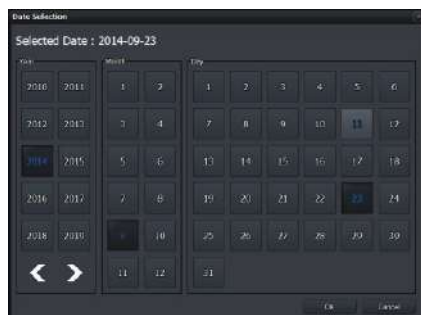 Date Selection
Selected Date : 2014-09-23
Year Month Day
2010 2011 1 2 1 2 3 4 5 6
2012 2013 3 4 7 8 9 10 11 12
2014 2015 5 6 13 14 15 16 17 18
2016 2017 7 8 19 20 21 22 23 24
2018 2019 9 10 25 26 27 28 29 30
11 12 31
Ok Cancel